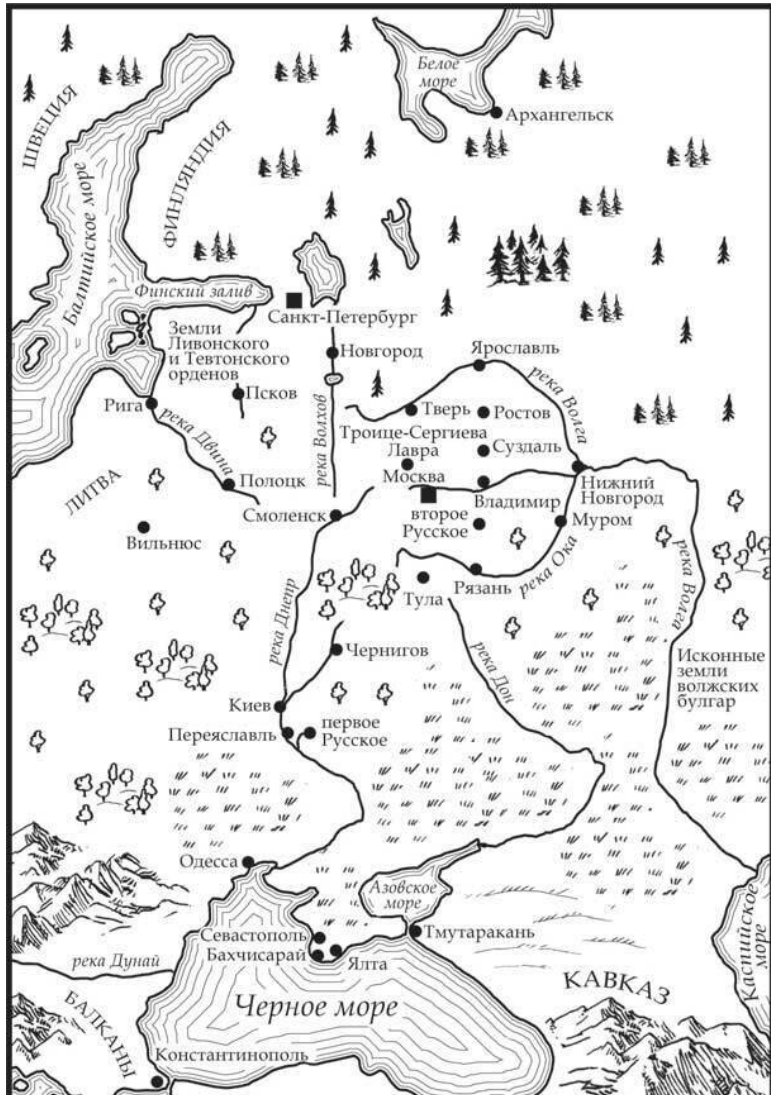 Белое
море
Архангельск
ШВЕЦИЯ
ФИНЛЯНДИЯ
Балтийское море
Финский залив
Санкт-Петербург
Земли
Ливонского
и Тевтонского
орденов
Новгород
Ярославль
Псков
река Волхов
река Волга
Рига
Тверь
Ростов
Троице-Сергиева
Лавра
Суздаль
река Двина
Москва
Полоцк
Нижний
Новгород
Владимир
ЛИТВА
Смоленск
второе
Русское
Муром
Вильнюс
река Ока
Рязань
Тула
река Волга
река Днепр
Чернигов
река Дон
Исконные
земли
волжских
булгар
Киев
Переяславль
первое
Русское
Одесса
Азовское
море
Севастополь
Тмутаракань
Бахчисарай
Ялта
река Дунай
Каспийское
море
КАВКАЗ
Черное море
БАЛКАНЫ
Константинополь